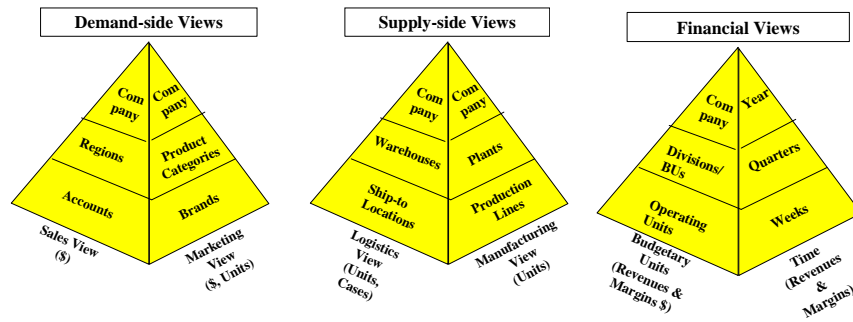 Demand-side Views
Supply-side Views
Financial Views
Com
pany
Com
pany
Regions
Product
Categories
Accounts
Brands
Sales View
($)
Marketing
View
($, Units)
Com
pany
Com
pany
Warehouses
Plants
Ship-to
Locations
Production
Lines
Logistics
View
(Units,
Cases)
Manufacturing
View
(Units)
Com
pany
Year
Divisions/
BUs
Quarters
Operating
Units
Weeks
Budgetary
Units
(Revenues &
Margins $)
Time
(Revenues
&
Margins)